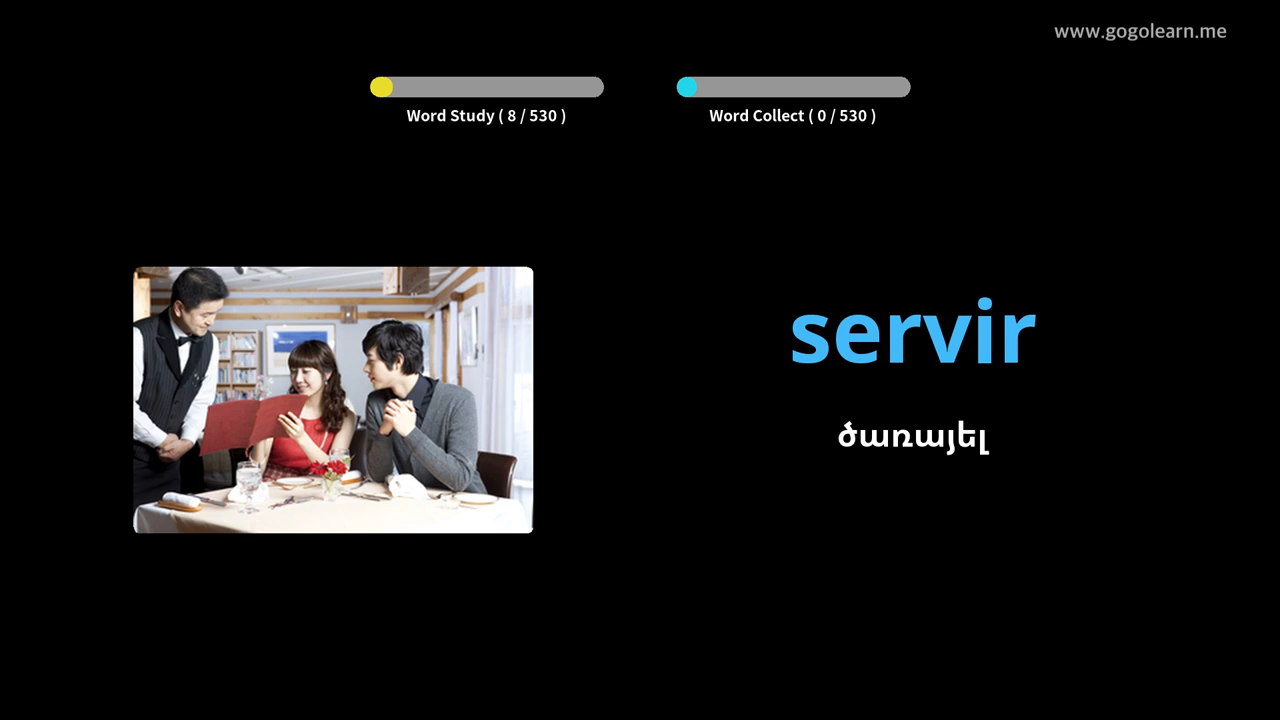 www.gogolearn.me
Word Study ( 8 / 530 )
Word Collect ( 0 / 530 )
servir
ծառայել